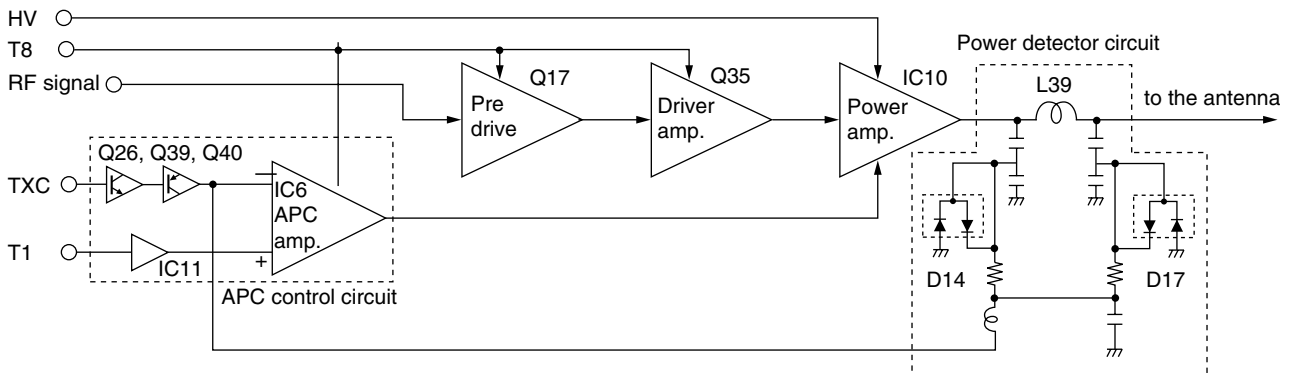 HV
T8
RF signal
Q17
Pre
drive
Q35
Driver
amp.
IC10
Power
amp.
Power detector circuit
L39
to the antenna
Q26, Q39, Q40
TXC
T1
IC11
–
IC6
APC
amp.
+
APC control circuit
D14
D17